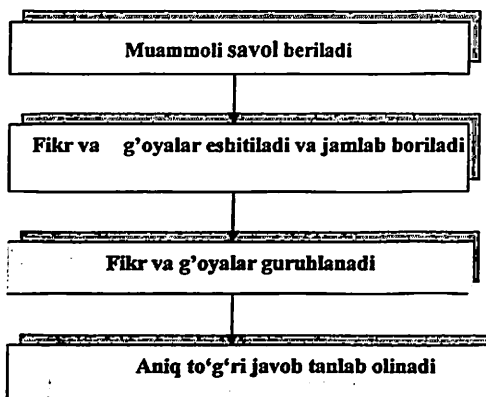 Muammoli savol beriladi
Fikr va g'oyalar eshitiladi va jamlab boriladi
Fikr va g'oyalar guruhlanadi
Aniq to‘g‘ri javob tanlab olinadi